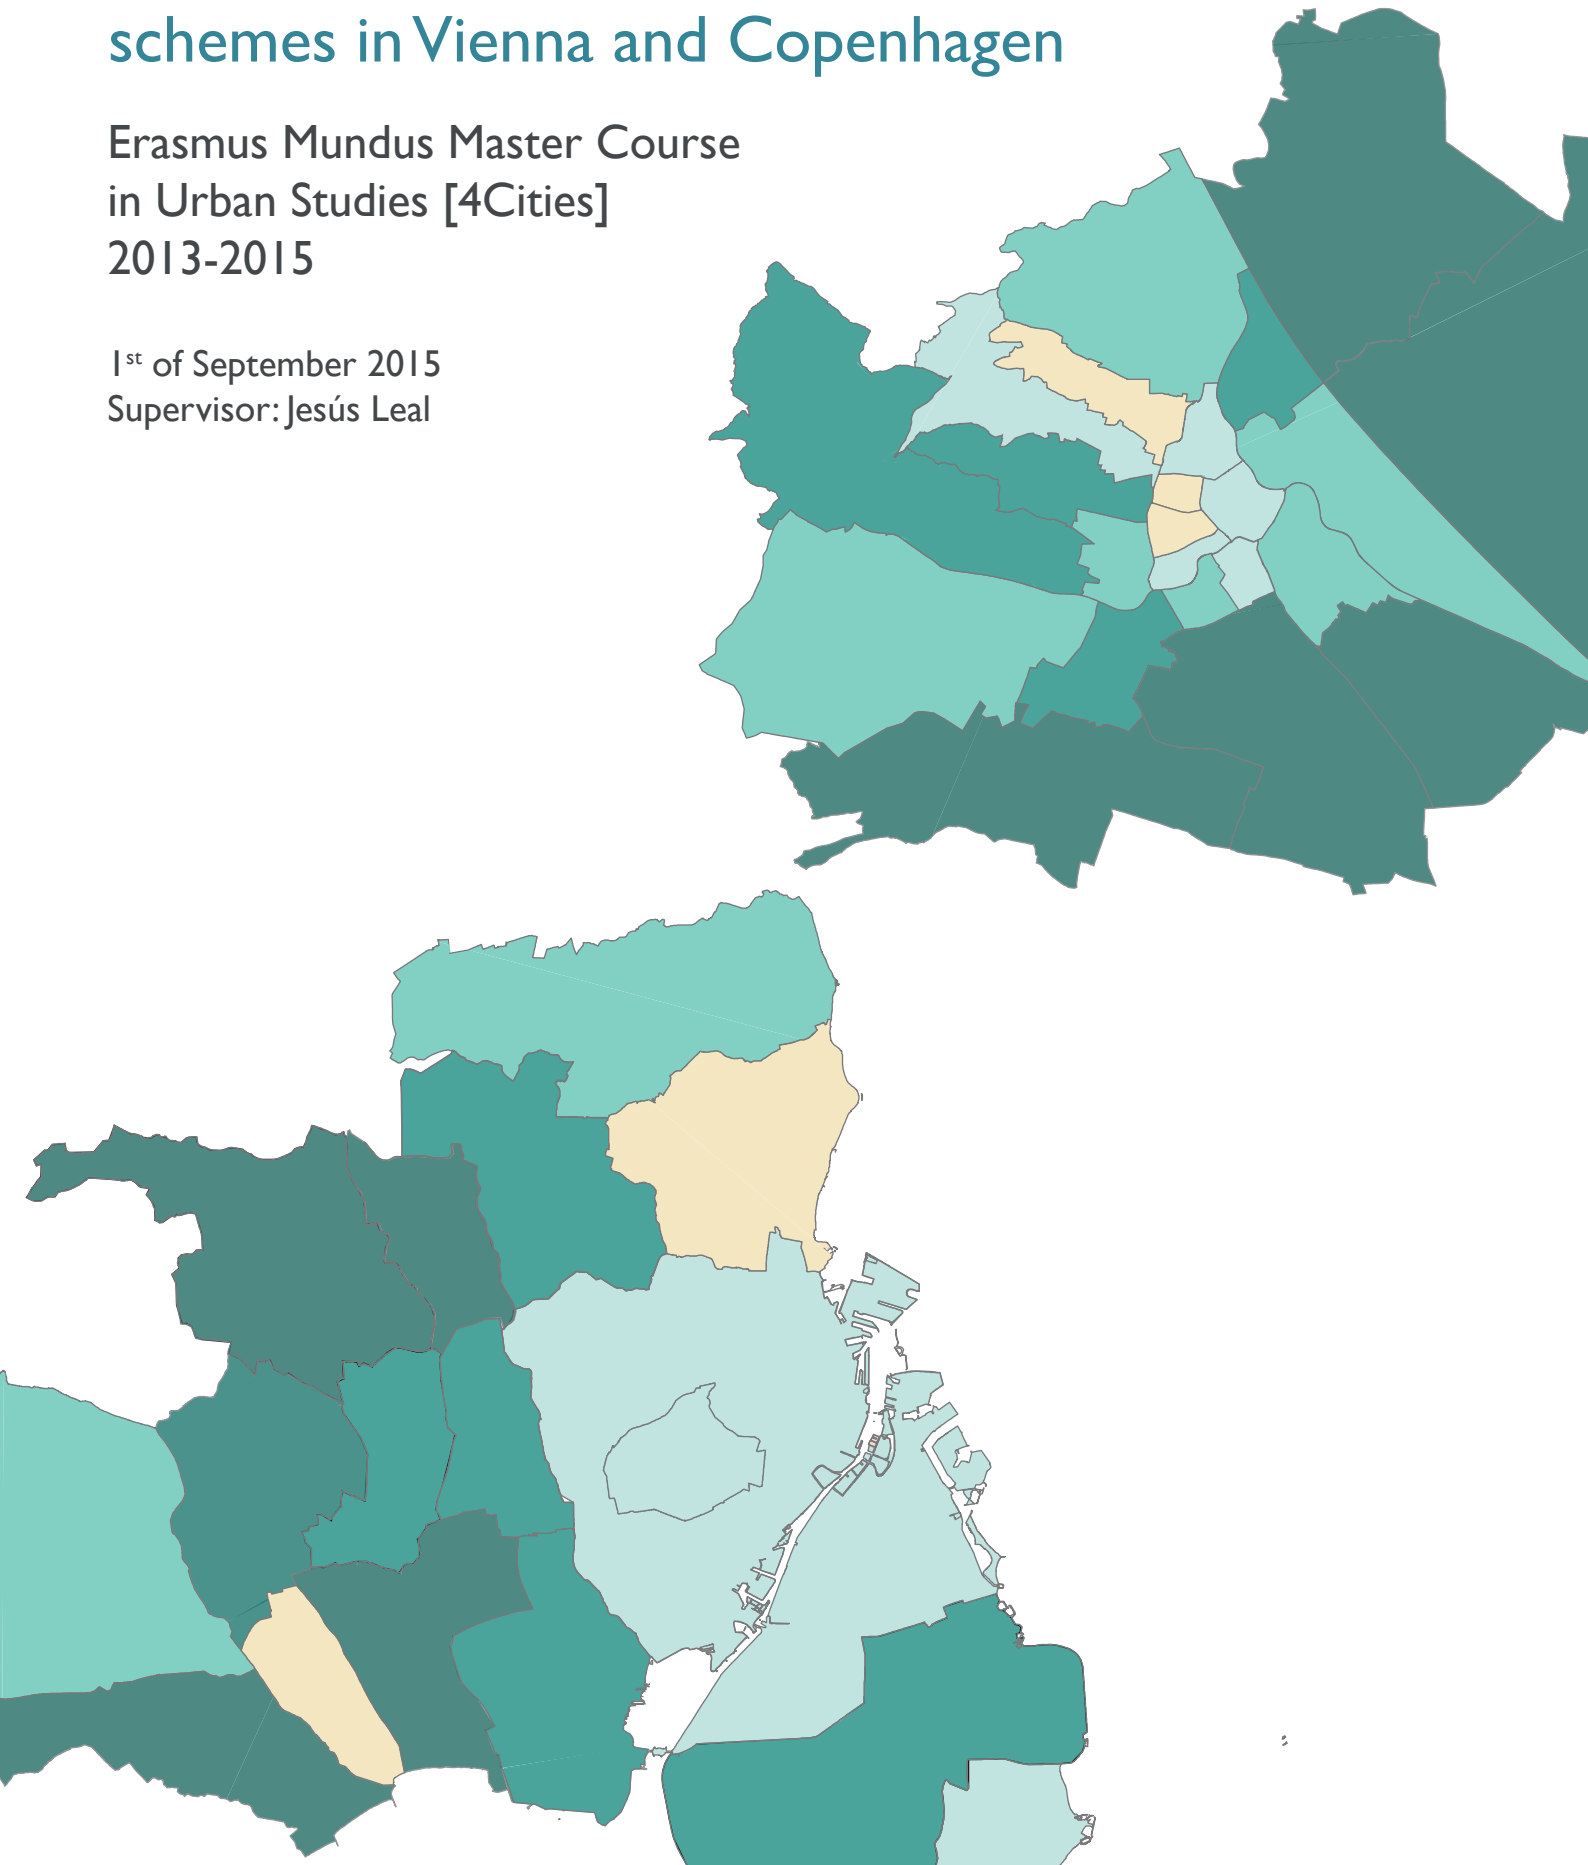 schemes in Vienna and Copenhagen
Erasmus Mundus Master Course
in Urban Studies [4Cities]
2013-2015
1st of September 2015
Supervisor: Jesús Leal